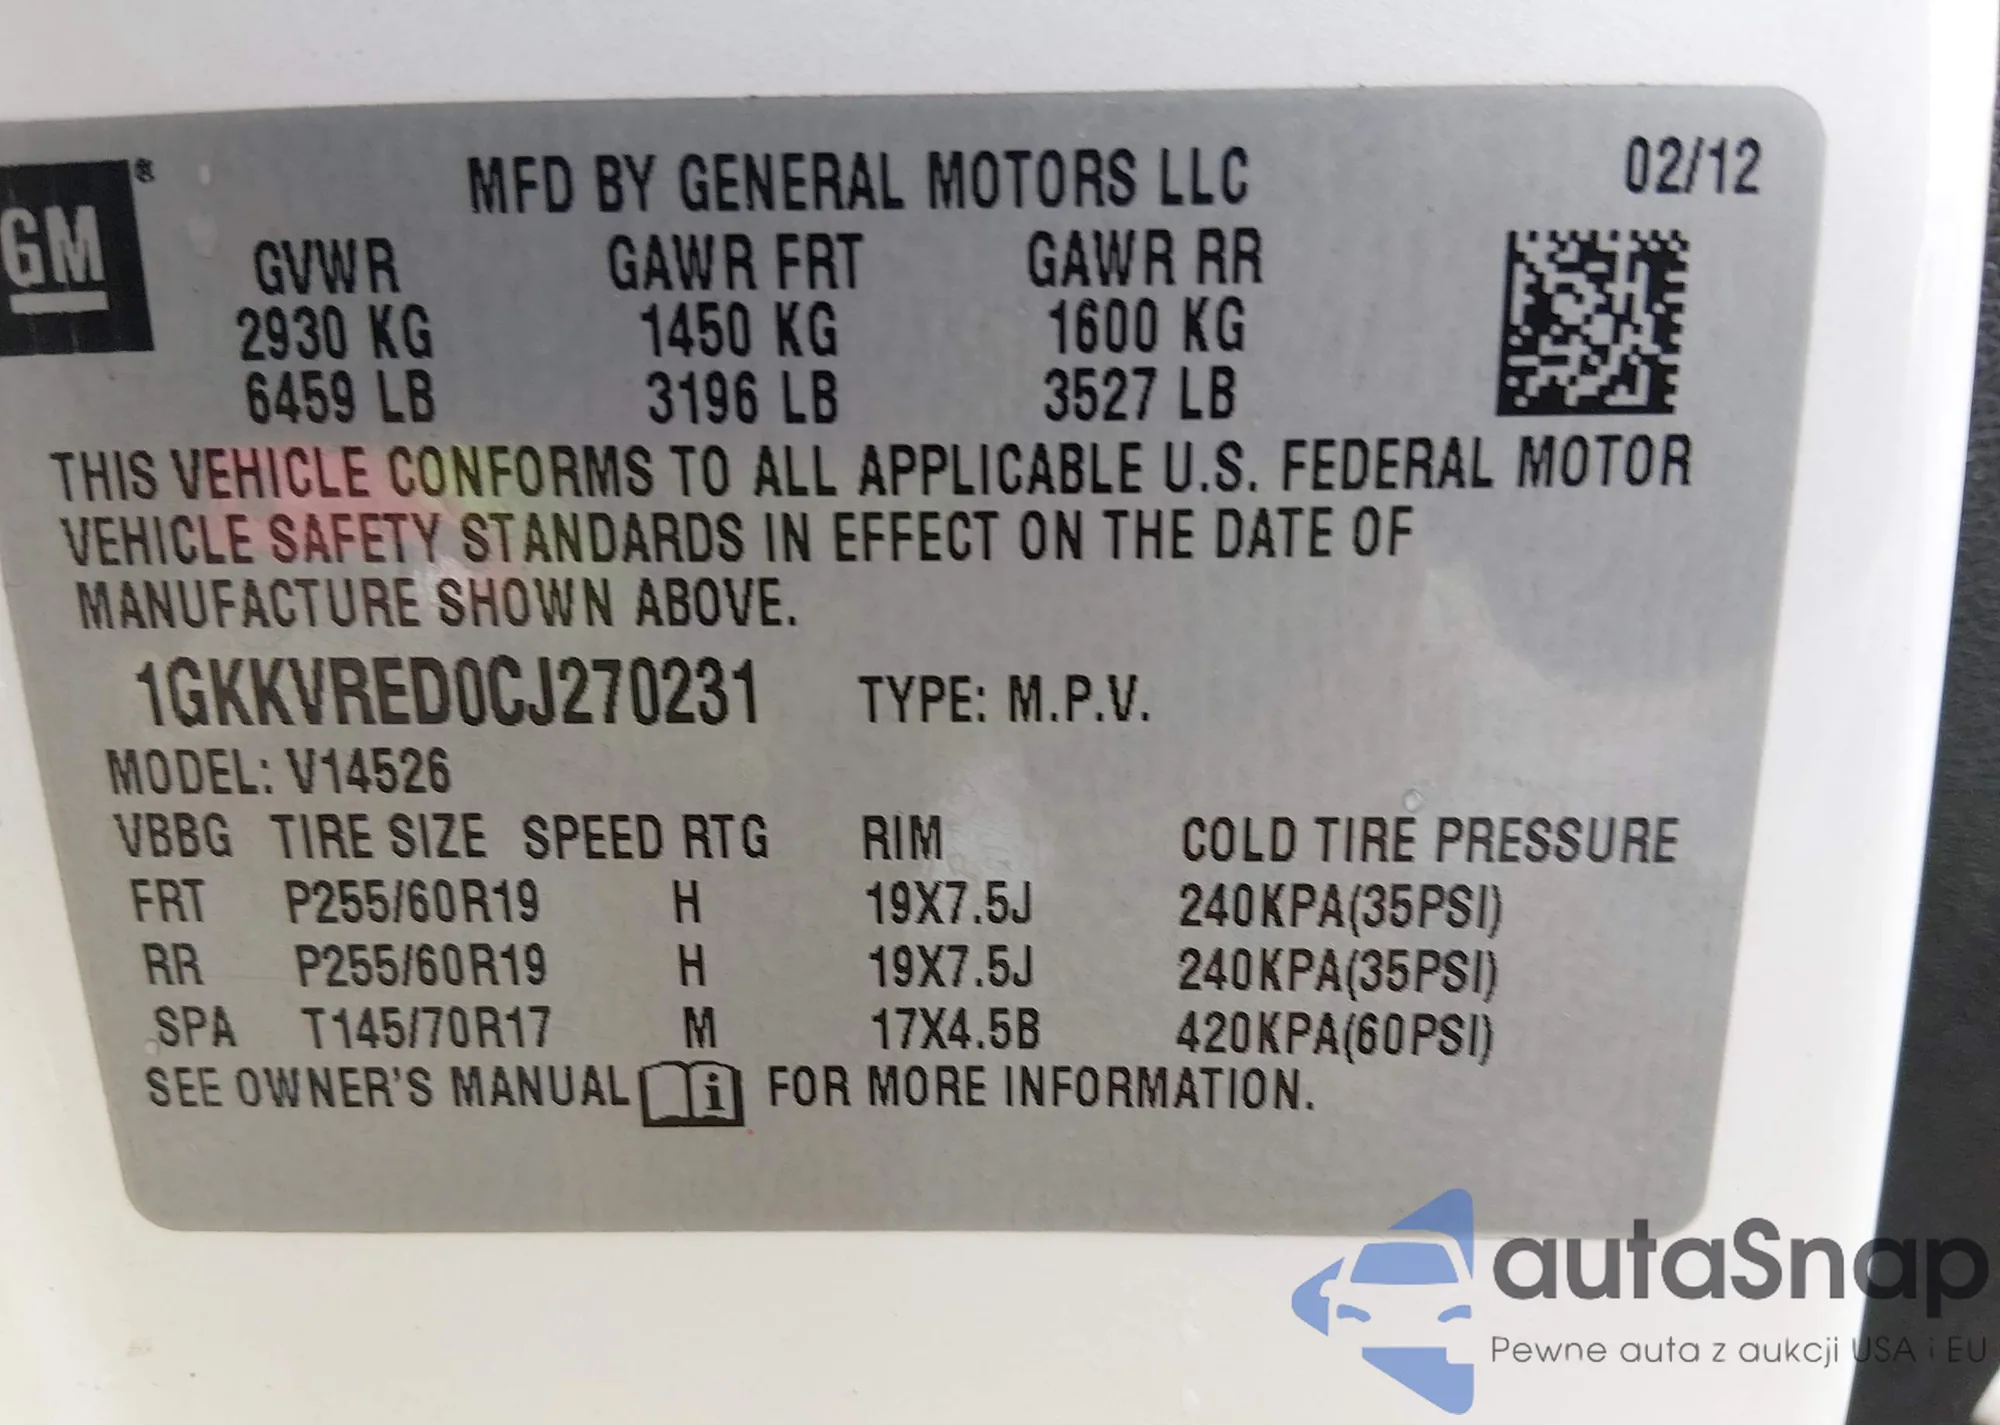 GM®
MFD BY GENERAL MOTORS LLC 02/12
GVWR GAWR FRT GAWR RR
2930 KG 1450 KG 1600 KG
6459 LB 3196 LB 3527 LB
THIS VEHICLE CONFORMS TO ALL APPLICABLE U.S. FEDERAL MOTOR
VEHICLE SAFETY STANDARDS IN EFFECT ON THE DATE OF
MANUFACTURE SHOWN ABOVE.
1GKKVRED0CJ270231 TYPE: M.P.V.
MODEL: V14526
VBBG TIRE SIZE SPEED RTG RIM COLD TIRE PRESSURE
FRT P255/60R19 H 19X7.5J 240KPA(35PSI)
RR P255/60R19 H 19X7.5J 240KPA(35PSI)
SPA T145/70R17 M 17X4.5B 420KPA(60PSI)
SEE OWNER'S MANUAL i FOR MORE INFORMATION.
autaSnap
Pewne auta z aukcji USA i EU